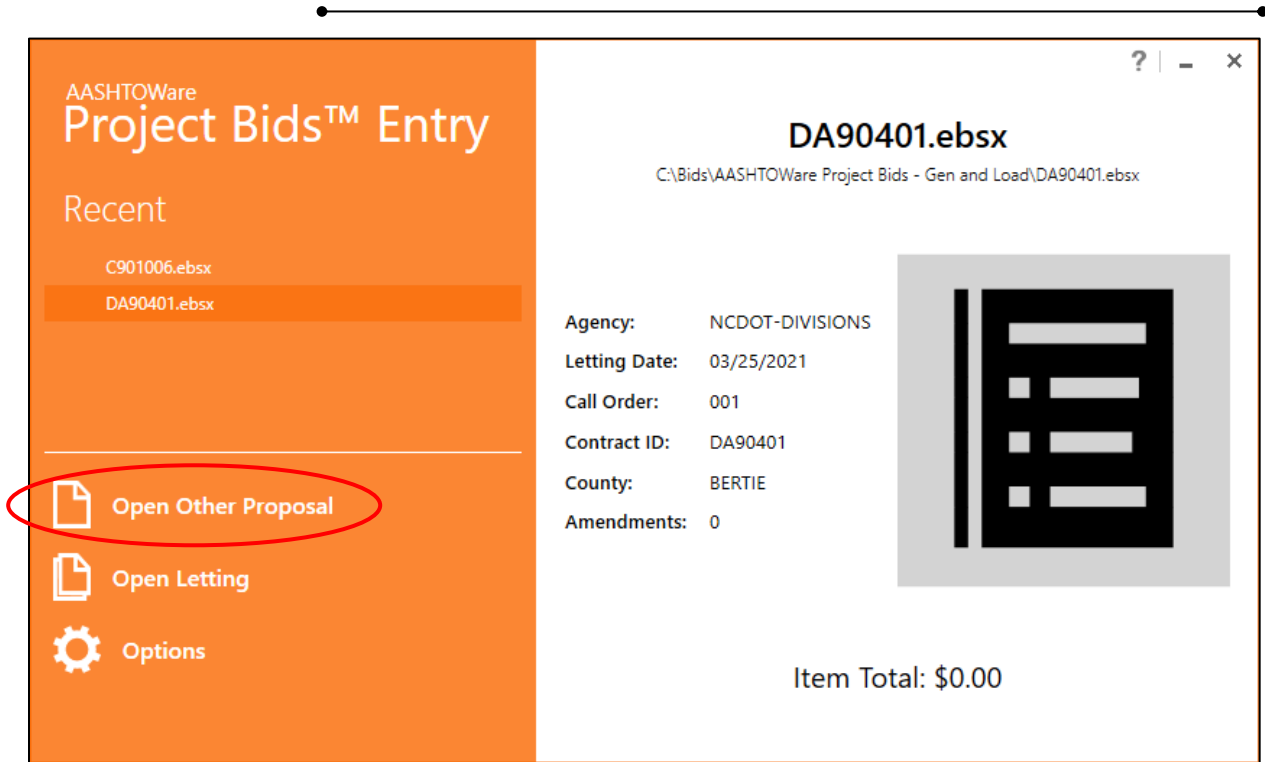 AASHTOWare
Project Bids™ Entry
Recent
C901006.ebsx
DA90401.ebsx
Open Other Proposal
Open Letting
Options
?
DA90401.ebsx
C:\Bids\AASHTOWare Project Bids - Gen and Load\DA90401.ebsx
Agency: NCDOT-DIVISIONS
Letting Date: 03/25/2021
Call Order: 001
Contract ID: DA90401
County: BERTIE
Amendments: 0
Item Total: $0.00